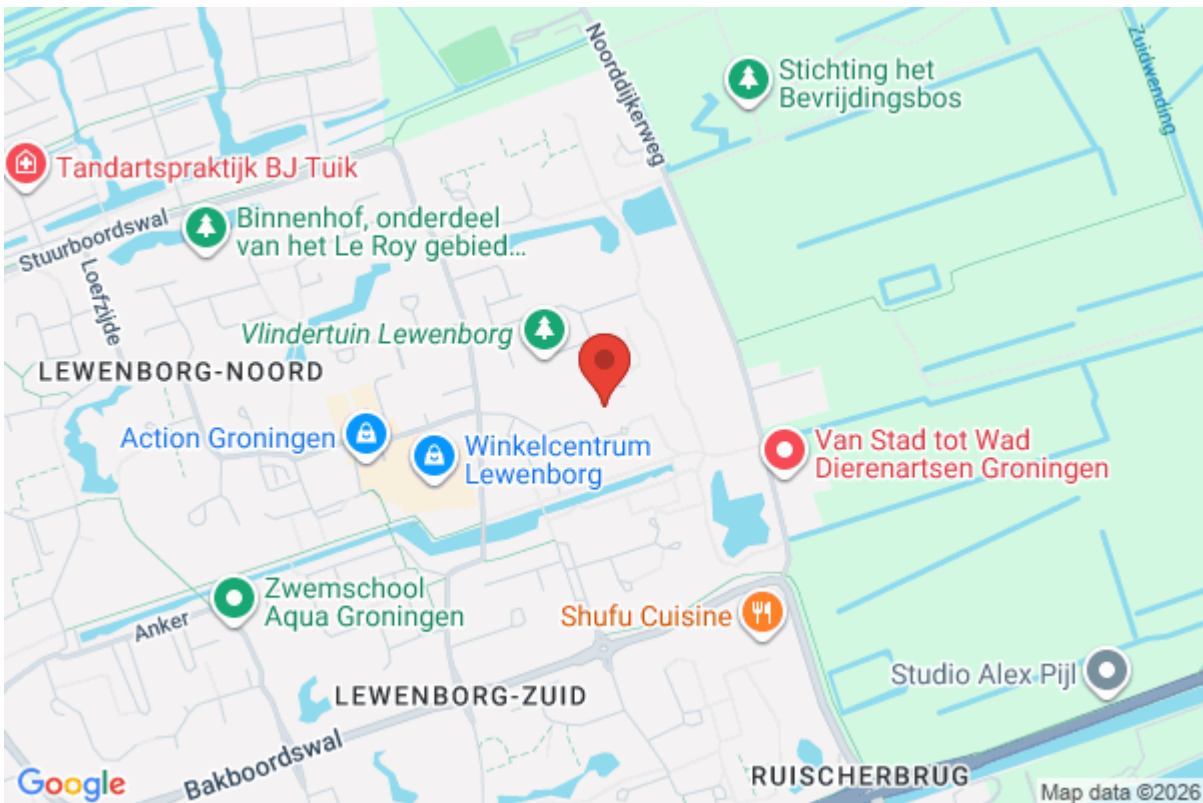 Noorddijkerweg
Zuidwending
Stichting het
Bevrijdingsbos
Tandartspraktijk BJ Tuik
Stuurboordswal
Binnenhof, onderdeel
van het Le Roy gebied...
Loefzijde
Vlindertuin Lewenborg
LEWENBORG-NOORD
Action Groningen
Winkelcentrum
Lewenborg
Van Stad tot Wad
Dierenartsen Groningen
Zwemschool
Aqua Groningen
Anker
Shufu Cuisine
Studio Alex Pijl
LEWENBORG-ZUID
Bakboordswal
RUISCHERBRUG
Google
Map data ©2026